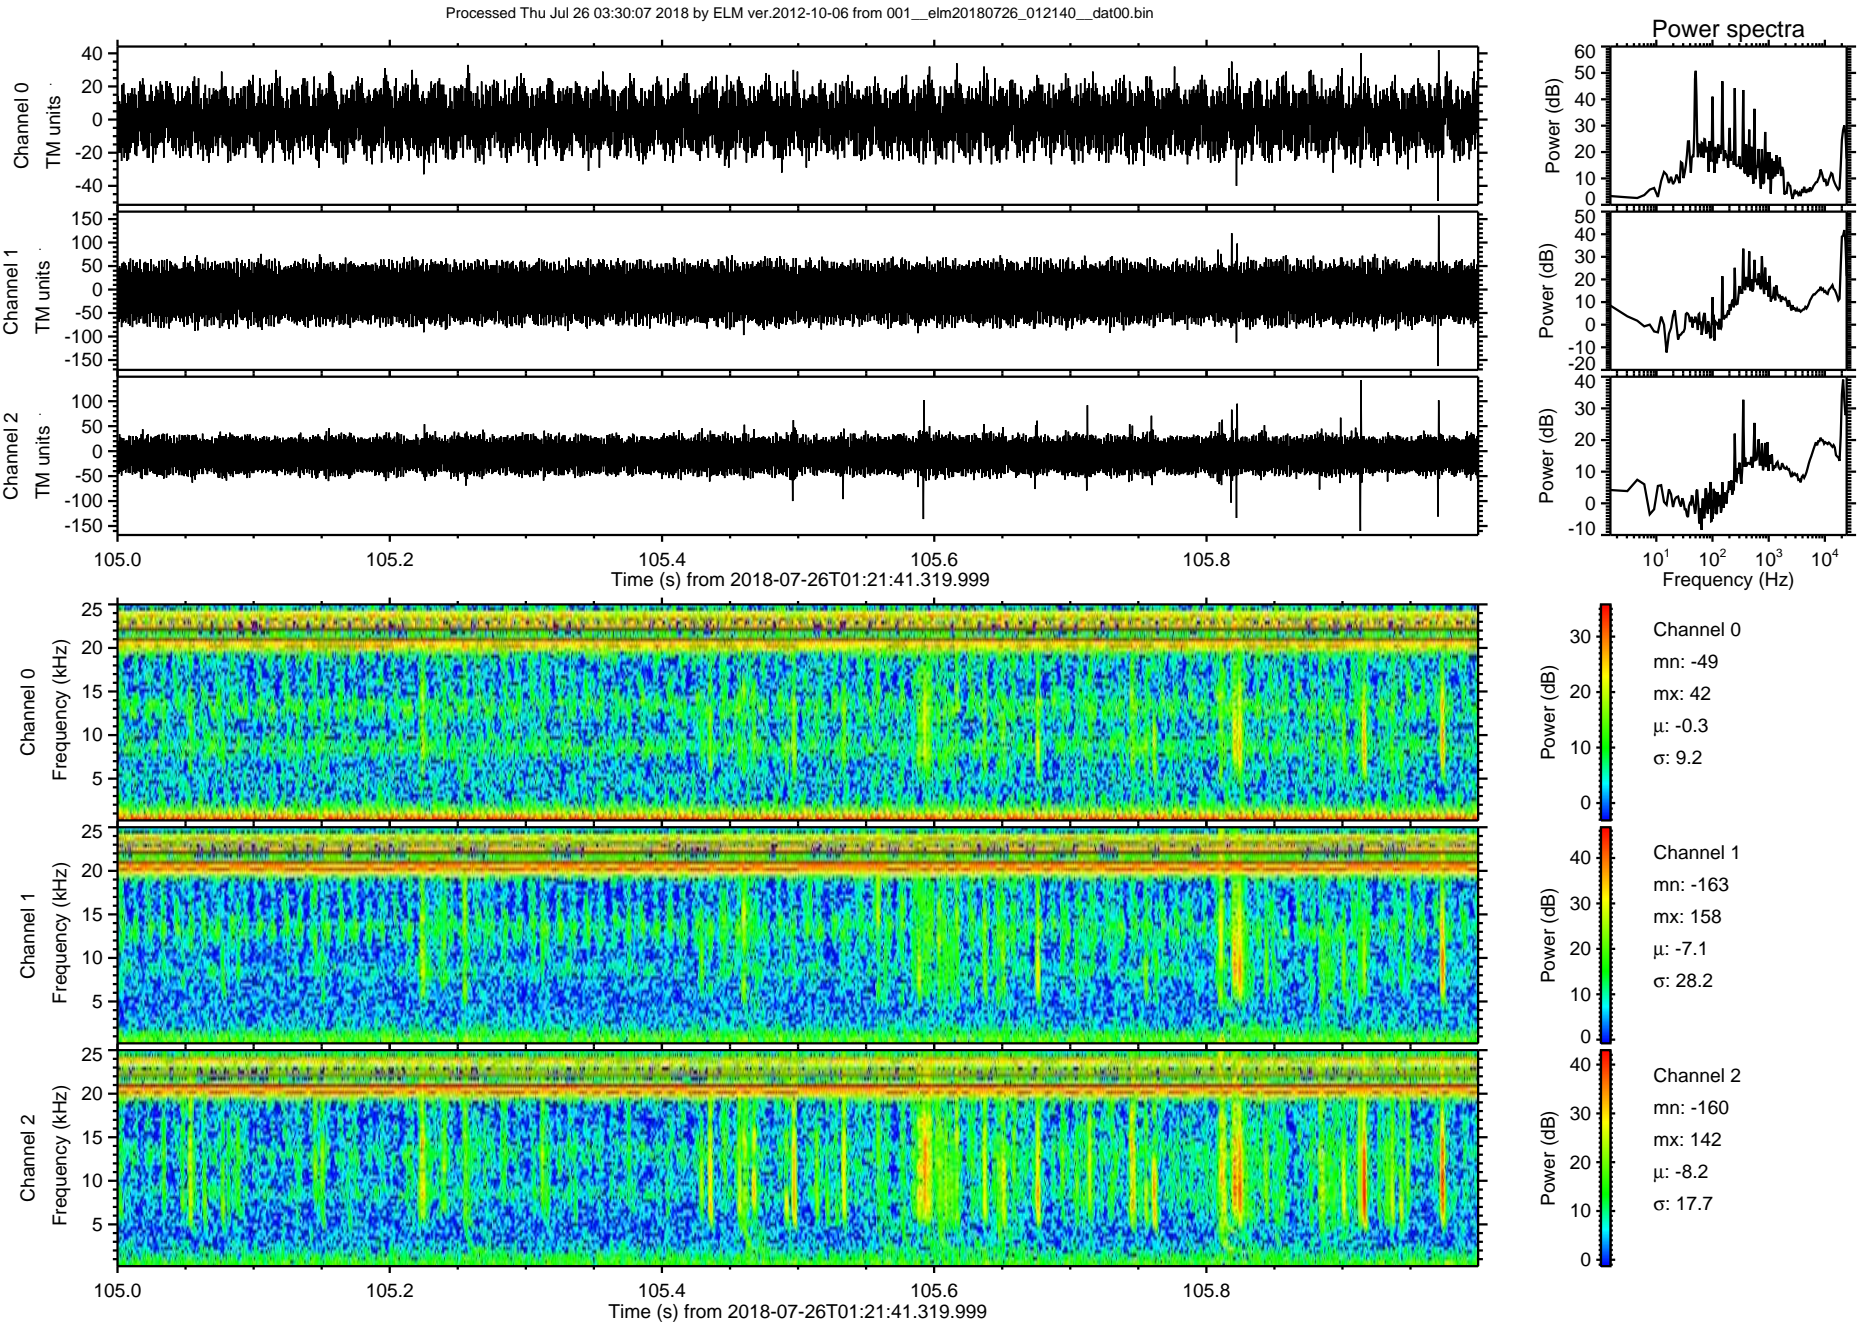 Processed Thu Jul 26 03:30:07 2018 by ELM ver.2012-10-06 from 001__elm20180726_012140__dat00.bin
Power spectra
Channel 0
TM units
40
20
0
-20
-40
Power (dB)
60
50
40
30
20
10
0
Channel 1
TM units
150
100
50
0
-50
-100
-150
Power (dB)
50
40
30
20
10
0
-10
-20
Channel 2
TM units
100
50
0
-50
-100
-150
Power (dB)
40
30
20
10
0
-10
105.0 105.2 105.4 105.6 105.8
Time (s) from 2018-07-26T01:21:41.319.999
10¹ 10² 10³ 10⁴
Frequency (Hz)
Channel 0
Frequency (kHz)
25
20
15
10
5
Power (dB)
30
20
10
0
Channel 0
mn: -49
mx: 42
µ: -0.3
σ: 9.2
Channel 1
Frequency (kHz)
25
20
15
10
5
Power (dB)
40
30
20
10
0
Channel 1
mn: -163
mx: 158
µ: -7.1
σ: 28.2
Channel 2
Frequency (kHz)
25
20
15
10
5
Power (dB)
40
30
20
10
0
Channel 2
mn: -160
mx: 142
µ: -8.2
σ: 17.7
105.0 105.2 105.4 105.6 105.8
Time (s) from 2018-07-26T01:21:41.319.999